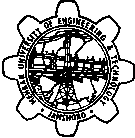 MEHRAN UNIVERSITY OF ENGINEERING & TECHNOLOGY
JAMSHORO